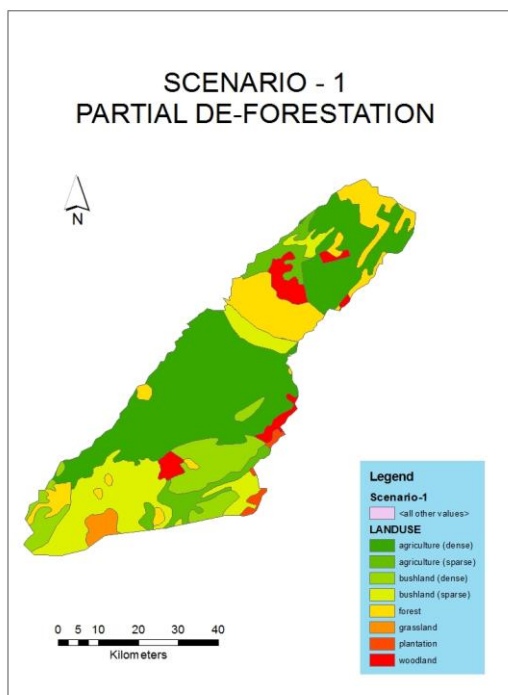 SCENARIO - 1
PARTIAL DE-FORESTATION
N
Legend
Scenario-1
<all other values>
LANDUSE
agriculture (dense)
agriculture (sparse)
bushland (dense)
bushland (sparse)
forest
grassland
plantation
woodland
0 5 10 20 30 40
Kilometers